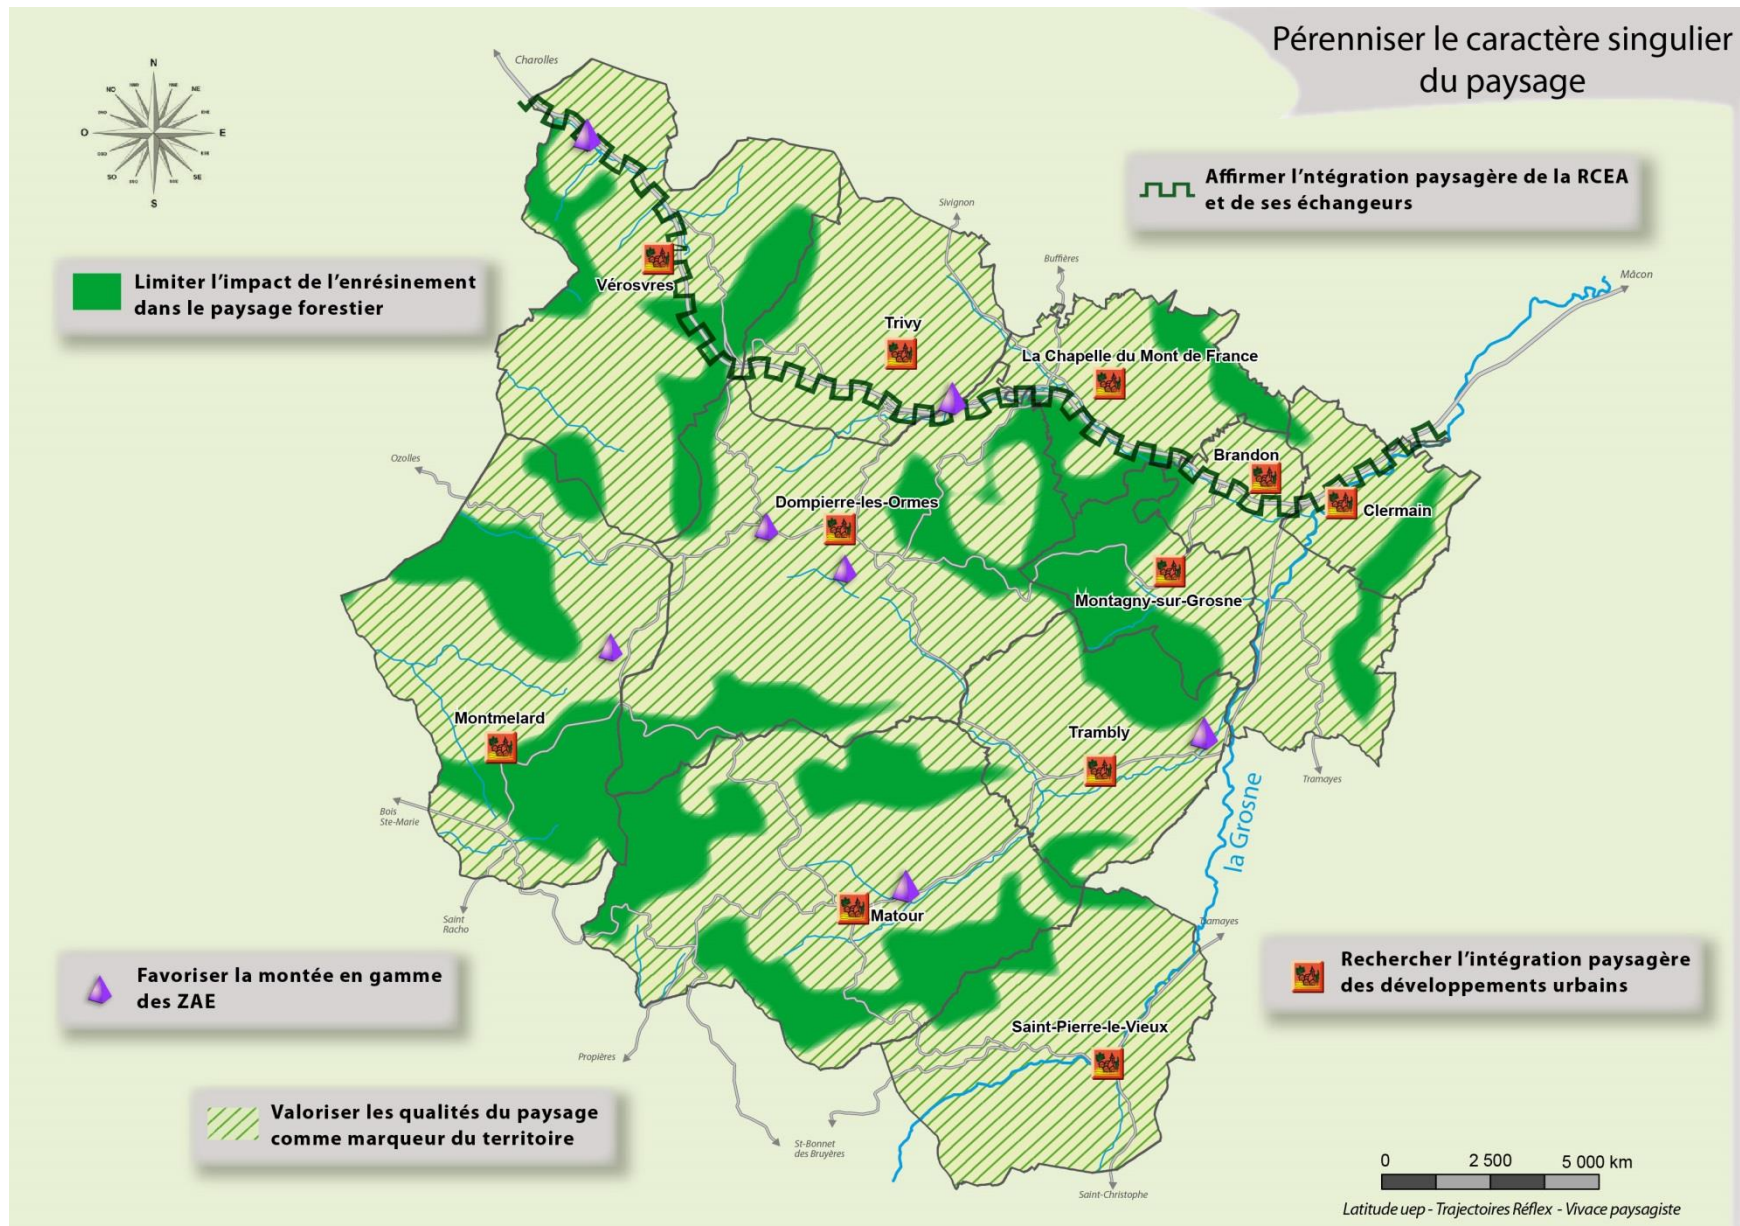 Pérenniser le caractère singulier
du paysage
Charolles
N
NO
NE
O
E
SO
SE
S
Affirmer l'ntégration paysagère de la RCEA
et de ses échangeurs
Sivignon
Buffières
Mâcon
Limiter l'impact de l'enrésinement
dans le paysage forestier
Vérosvres
Trivy
La Chapelle du Mont de France
Ozolles
Brandon
Dompierre-les-Ormes
Clermain
Montagny-sur-Grosne
Montmelard
Trambly
Tramayes
Bois
Ste-Marie
la Grosne
Saint
Racho
Matour
Tramayes
Favoriser la montée en gamme
des ZAE
Rechercher l'intégration paysagère
des développements urbains
Saint-Pierre-le-Vieux
Propières
Valoriser les qualités du paysage
comme marqueur du territoire
St-Bonnet
des Bruyères
Saint-Christophe
0 2 500 5 000 km
Latitude uep - Trajectoires Réflex - Vivace paysagiste